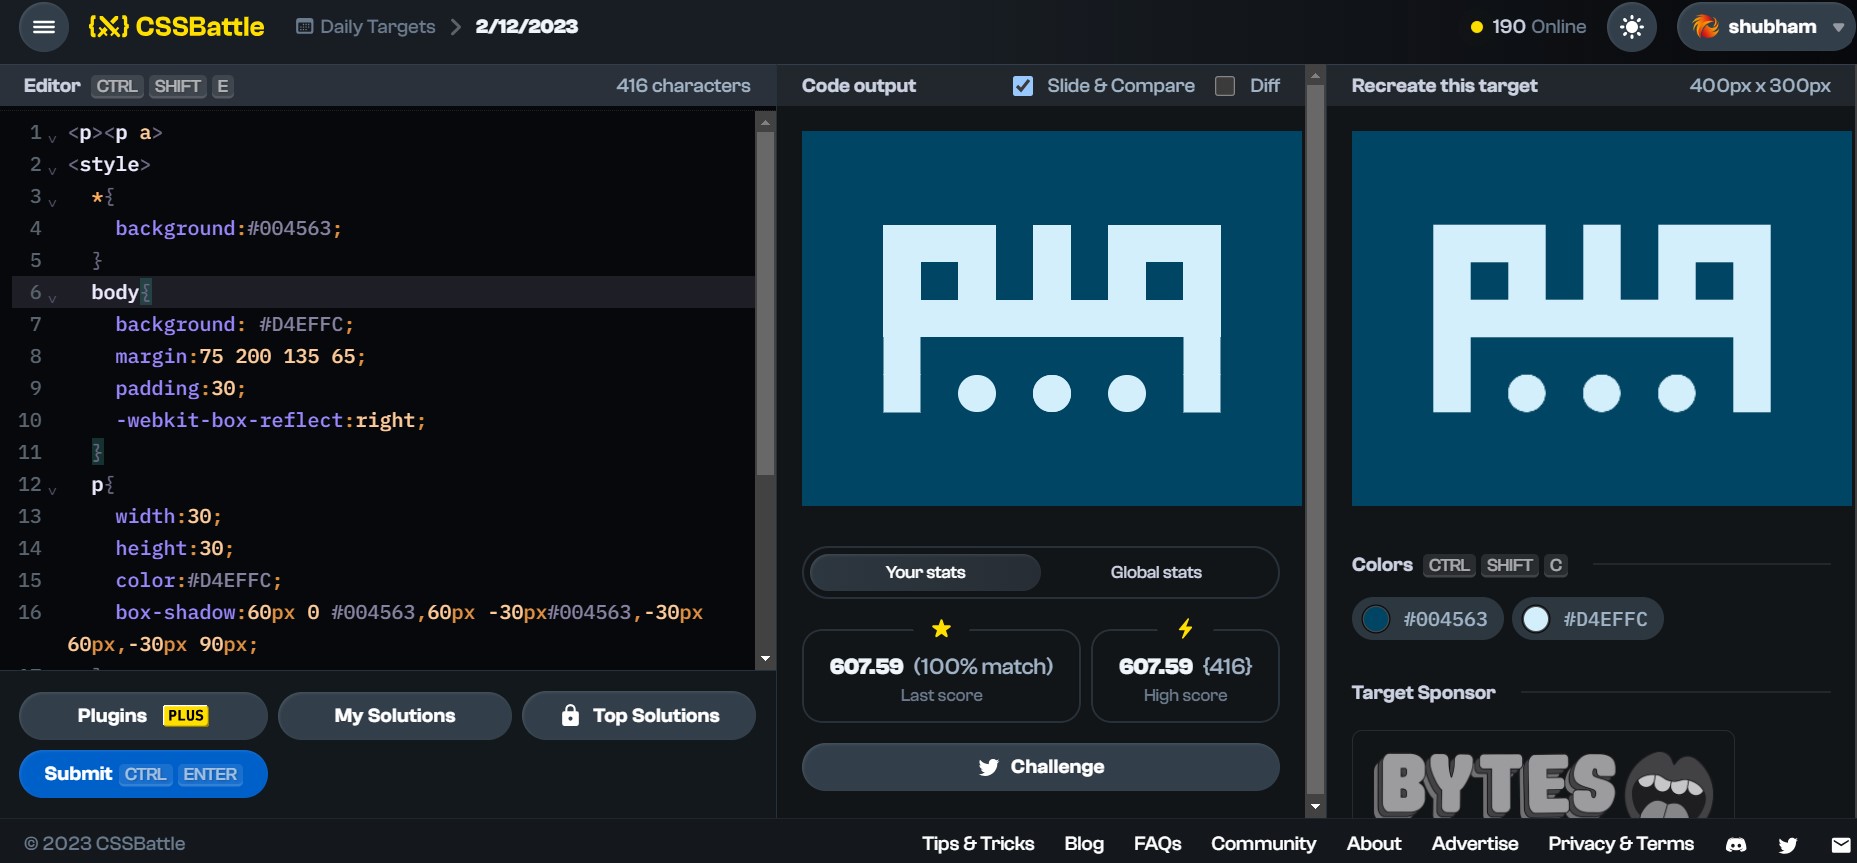 {X} CSSBattle
Daily Targets > 2/12/2023
190 Online
shubham
Editor CTRL SHIFT E
416 characters
1 <p><p a>
2 <style>
3 *{
4 background:#004563;
5 }
6 body{
7 background: #D4EFFC;
8 margin:75 200 135 65;
9 padding:30;
10 -webkit-box-reflect:right;
11 }
12 p{
13 width:30;
14 height:30;
15 color:#D4EFFC;
16 box-shadow:60px 0 #004563,60px -30px#004563,-30px
60px,-30px 90px;
Plugins PLUS
My Solutions
Top Solutions
Submit CTRL ENTER
Code output
Slide & Compare
Diff
Your stats
Global stats
607.59 (100% match)
Last score
607.59 {416}
High score
Challenge
Recreate this target
400px x 300px
Colors CTRL SHIFT C
#004563
#D4EFFC
Target Sponsor
BYTES
© 2023 CSSBattle
Tips & Tricks
Blog
FAQs
Community
About
Advertise
Privacy & Terms